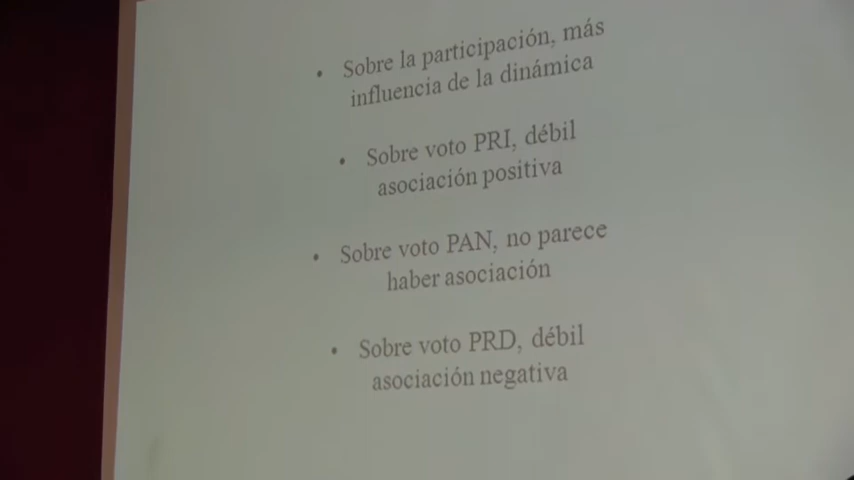 • Sobre la participación, más
influencia de la dinámica
• Sobre voto PRI, débil
asociación positiva
• Sobre voto PAN, no parece
haber asociación
• Sobre voto PRD, débil
asociación negativa